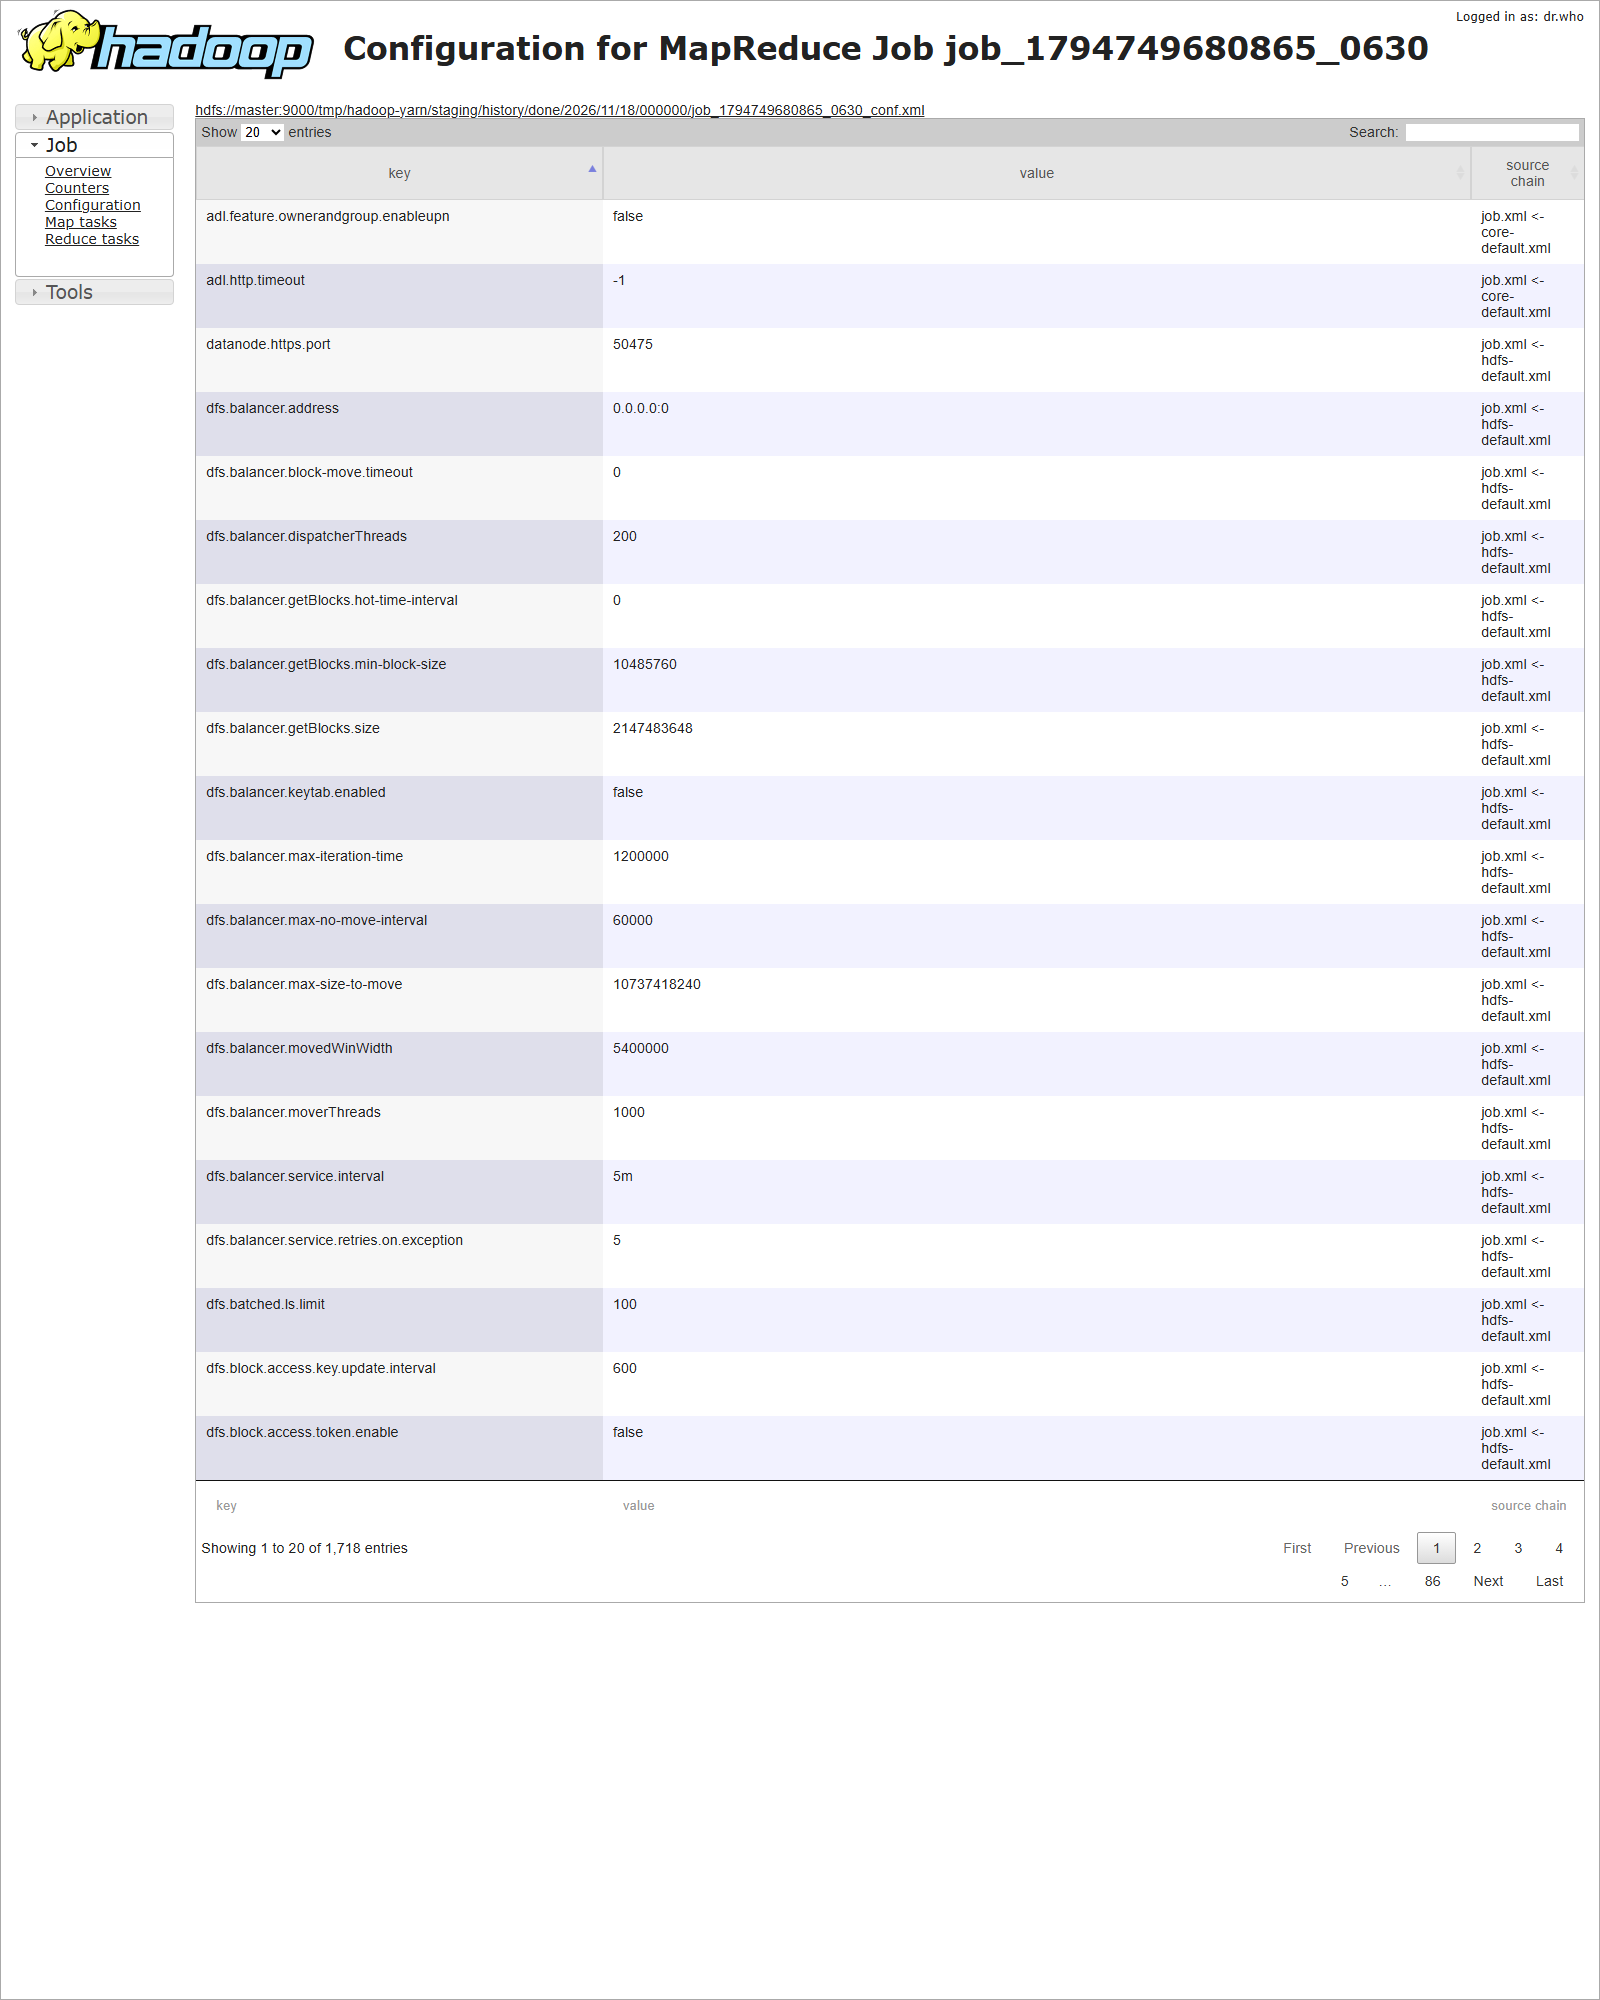 Logged in as: dr.who
hadoop
Configuration for MapReduce Job job_1794749680865_0630
Application
Job
Overview
Counters
Configuration
Map tasks
Reduce tasks
Tools
hdfs://master:9000/tmp/hadoop-yarn/staging/history/done/2026/11/18/000000/job_1794749680865_0630_conf.xml
Show 20 entries Search:
key value source
chain
adl.feature.ownerandgroup.enableupn false job.xml <-
core-
default.xml
adl.http.timeout -1 job.xml <-
core-
default.xml
datanode.https.port 50475 job.xml <-
hdfs-
default.xml
dfs.balancer.address 0.0.0.0:0 job.xml <-
hdfs-
default.xml
dfs.balancer.block-move.timeout 0 job.xml <-
hdfs-
default.xml
dfs.balancer.dispatcherThreads 200 job.xml <-
hdfs-
default.xml
dfs.balancer.getBlocks.hot-time-interval 0 job.xml <-
hdfs-
default.xml
dfs.balancer.getBlocks.min-block-size 10485760 job.xml <-
hdfs-
default.xml
dfs.balancer.getBlocks.size 2147483648 job.xml <-
hdfs-
default.xml
dfs.balancer.keytab.enabled false job.xml <-
hdfs-
default.xml
dfs.balancer.max-iteration-time 1200000 job.xml <-
hdfs-
default.xml
dfs.balancer.max-no-move-interval 60000 job.xml <-
hdfs-
default.xml
dfs.balancer.max-size-to-move 10737418240 job.xml <-
hdfs-
default.xml
dfs.balancer.movedWinWidth 5400000 job.xml <-
hdfs-
default.xml
dfs.balancer.moverThreads 1000 job.xml <-
hdfs-
default.xml
dfs.balancer.service.interval 5m job.xml <-
hdfs-
default.xml
dfs.balancer.service.retries.on.exception 5 job.xml <-
hdfs-
default.xml
dfs.batched.ls.limit 100 job.xml <-
hdfs-
default.xml
dfs.block.access.key.update.interval 600 job.xml <-
hdfs-
default.xml
dfs.block.access.token.enable false job.xml <-
hdfs-
default.xml
key value source chain
Showing 1 to 20 of 1,718 entries First Previous 1 2 3 4
5 … 86 Next Last